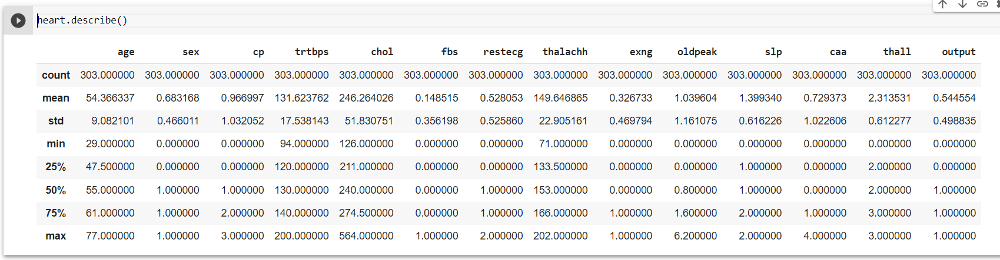 heart.describe()
age sex cp trtbps chol fbs restecg thalachh exng oldpeak slp caa thall output
count 303.000000 303.000000 303.000000 303.000000 303.000000 303.000000 303.000000 303.000000 303.000000 303.000000 303.000000 303.000000 303.000000 303.000000
mean 54.366337 0.683168 0.966997 131.623762 246.264026 0.148515 0.528053 149.646865 0.326733 1.039604 1.399340 0.729373 2.313531 0.544554
std 9.082101 0.466011 1.032052 17.538143 51.830751 0.356198 0.525860 22.905161 0.469794 1.161075 0.616226 1.022606 0.612277 0.498835
min 29.000000 0.000000 0.000000 94.000000 126.000000 0.000000 0.000000 71.000000 0.000000 0.000000 0.000000 0.000000 0.000000 0.000000
25% 47.500000 0.000000 0.000000 120.000000 211.000000 0.000000 0.000000 133.500000 0.000000 0.000000 1.000000 0.000000 2.000000 0.000000
50% 55.000000 1.000000 1.000000 130.000000 240.000000 0.000000 1.000000 153.000000 0.000000 0.800000 1.000000 0.000000 2.000000 1.000000
75% 61.000000 1.000000 2.000000 140.000000 274.500000 0.000000 1.000000 166.000000 1.000000 1.600000 2.000000 1.000000 3.000000 1.000000
max 77.000000 1.000000 3.000000 200.000000 564.000000 1.000000 2.000000 202.000000 1.000000 6.200000 2.000000 4.000000 3.000000 1.000000